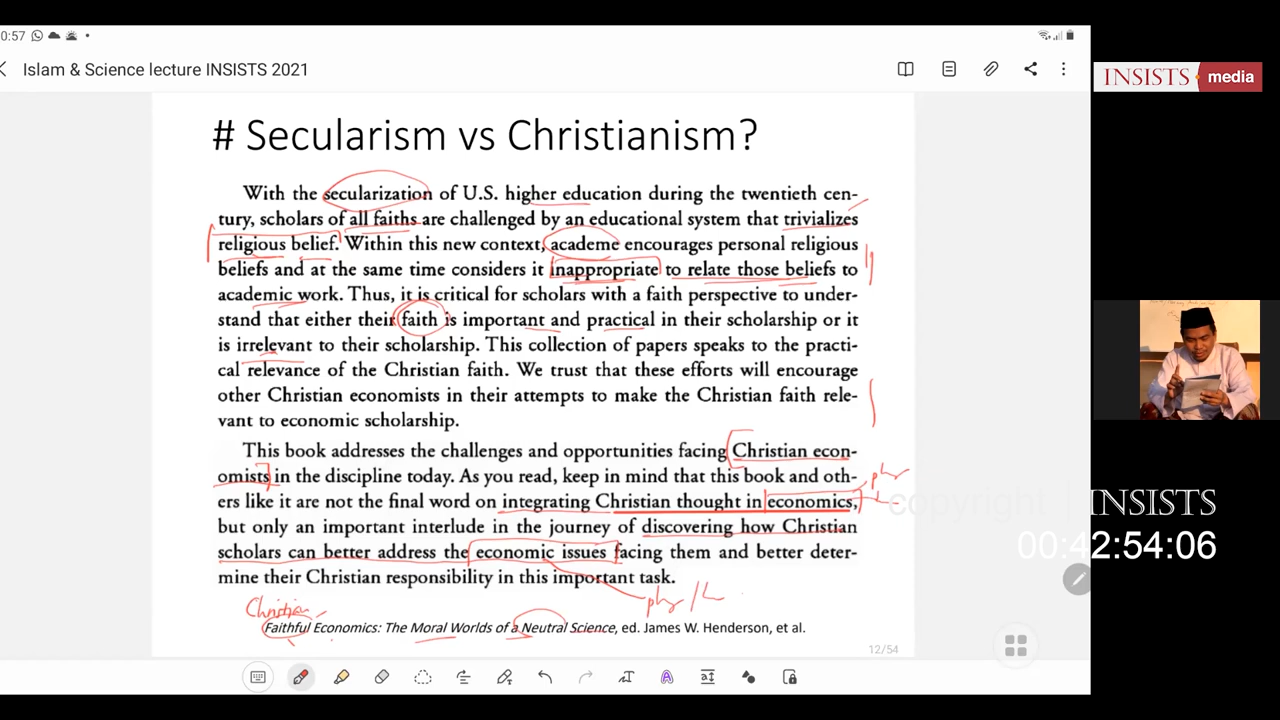 0:57
Islam & Science lecture INSISTS 2021
INSISTS media
# Secularism vs Christianism?
With the secularization of U.S. higher education during the twentieth cen-
tury, scholars of all faiths are challenged by an educational system that trivializes
religious belief. Within this new context, academe encourages personal religious
beliefs and at the same time considers it inappropriate to relate those beliefs to
academic work. Thus, it is critical for scholars with a faith perspective to under-
stand that either their faith is important and practical in their scholarship or it
is irrelevant to their scholarship. This collection of papers speaks to the practi-
cal relevance of the Christian faith. We trust that these efforts will encourage
other Christian economists in their attempts to make the Christian faith rele-
vant to economic scholarship.
This book addresses the challenges and opportunities facing Christian econ-
omists in the discipline today. As you read, keep in mind that this book and oth-
ers like it are not the final word on integrating Christian thought in economics,
but only an important interlude in the journey of discovering how Christian
scholars can better address the economic issues facing them and better deter-
mine their Christian responsibility in this important task.
phy
copyright | INSISTS
00:42:54:06
Christian
Faithful Economics: The Moral Worlds of a Neutral Science, ed. James W. Henderson, et al.
12/54